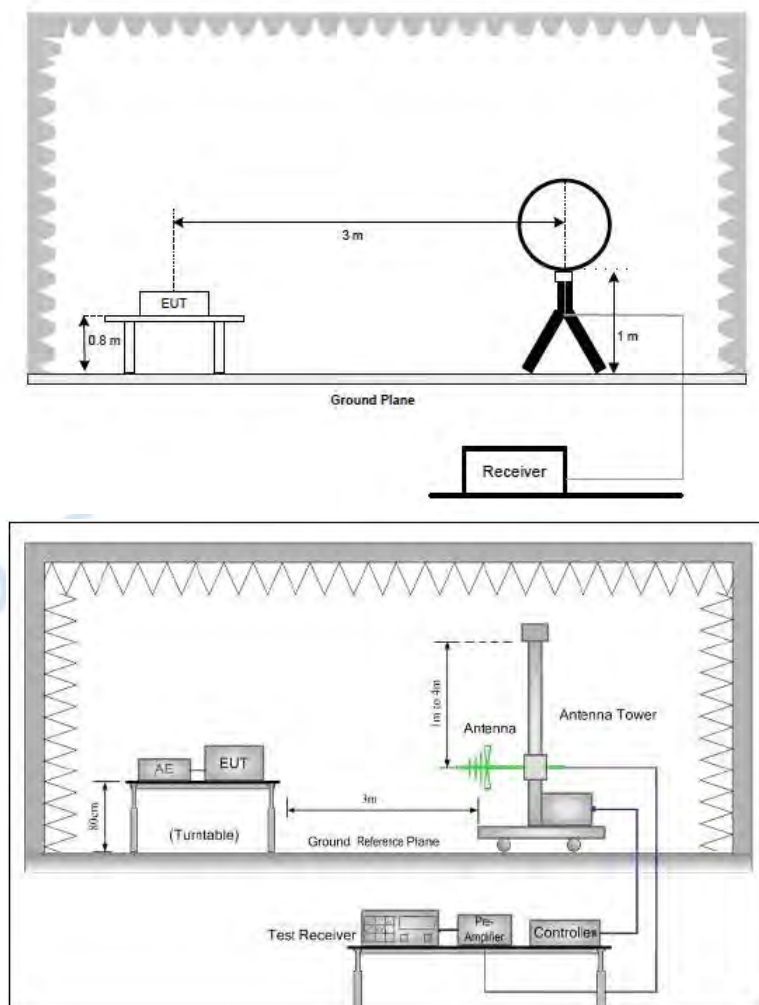 3 m
EUT
0.8 m
1 m
Ground Plane
Receiver
1m to 4m
Antenna
Antenna Tower
AE
EUT
80cm
3m
(Turntable)
Ground Reference Plane
Test Receiver
Pre-
Amplifier
Controller